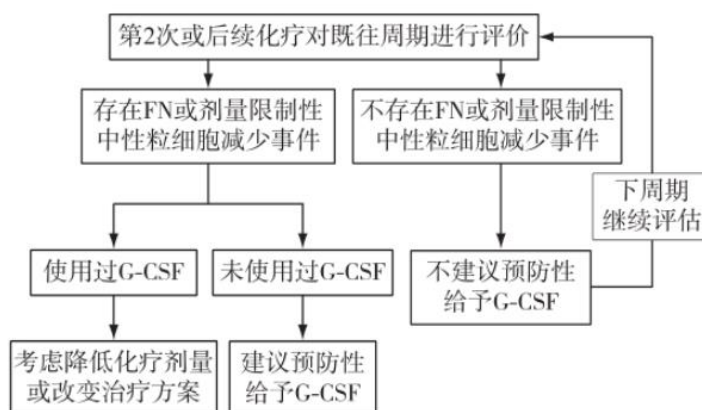 第2次或后续化疗对既往周期进行评价
存在FN或剂量限制性
中性粒细胞减少事件
不存在FN或剂量限制性
中性粒细胞减少事件
下周期
继续评估
使用过G-CSF
未使用过G-CSF
不建议预防性
给予G-CSF
考虑降低化疗剂量
或改变治疗方案
建议预防性
给予G-CSF